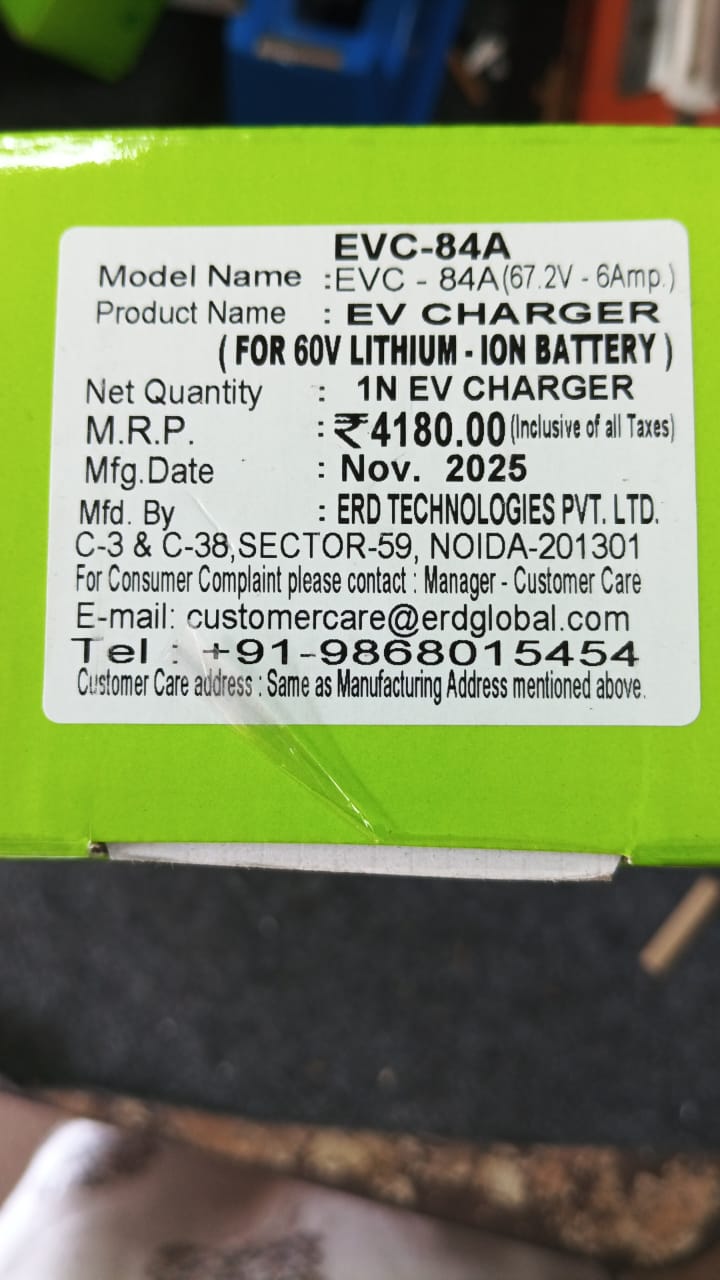 EVC-84A
Model Name :EVC - 84A(67.2V - 6Amp.)
Product Name : EV CHARGER
( FOR 60V LITHIUM - ION BATTERY )
Net Quantity : 1N EV CHARGER
M.R.P. : ₹4180.00 (Inclusive of all Taxes)
Mfg.Date : Nov. 2025
Mfd. By : ERD TECHNOLOGIES PVT. LTD.
C-3 & C-38,SECTOR-59, NOIDA-201301
For Consumer Complaint please contact : Manager - Customer Care
E-mail: customercare@erdglobal.com
Tel : +91-9868015454
Customer Care address : Same as Manufacturing Address mentioned above.